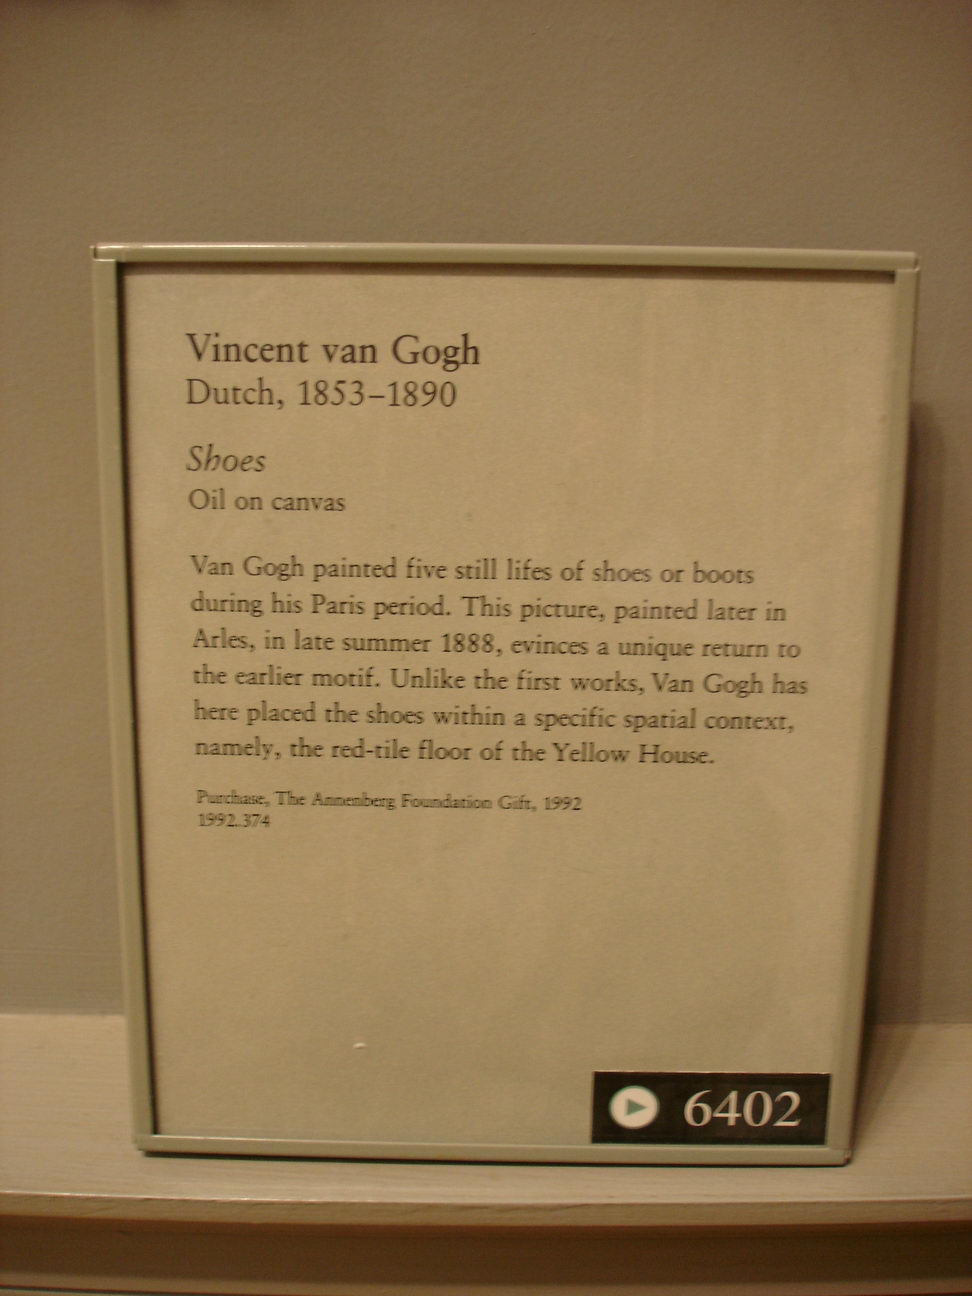 Vincent van Gogh
Dutch, 1853–1890
Shoes
Oil on canvas
Van Gogh painted five still lifes of shoes or boots
during his Paris period. This picture, painted later in
Arles, in late summer 1888, evinces a unique return to
the earlier motif. Unlike the first works, Van Gogh has
here placed the shoes within a specific spatial context,
namely, the red-tile floor of the Yellow House.
Purchase, The Annenberg Foundation Gift, 1992
1992.374
6402